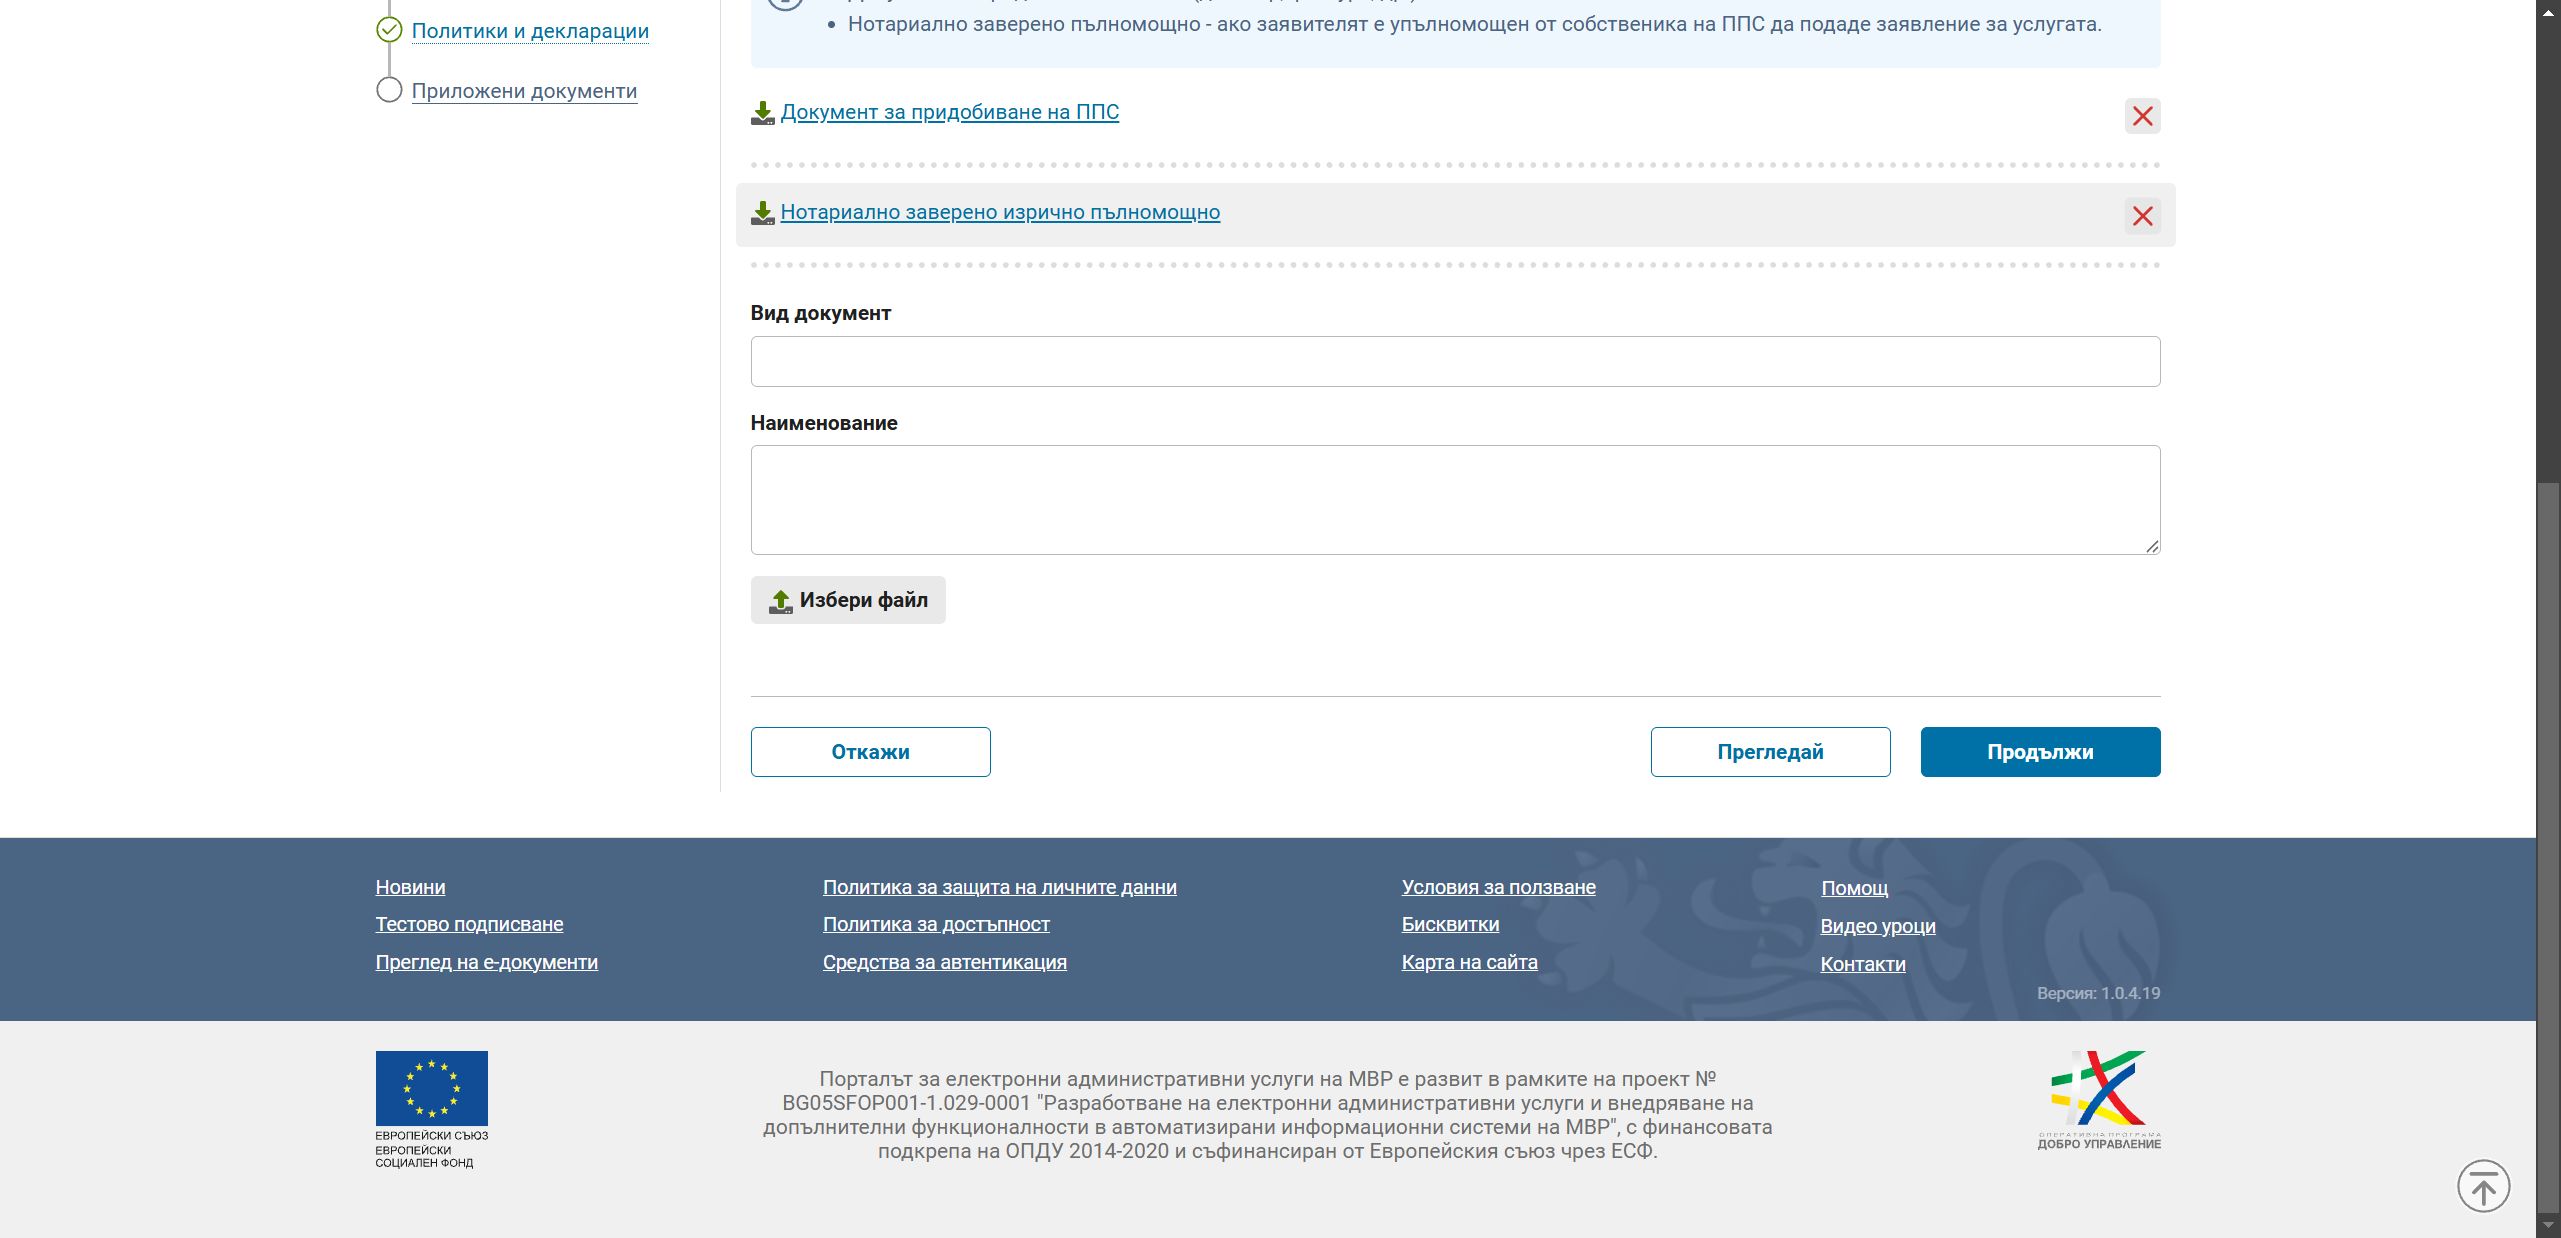 Политики и декларации
Приложени документи
Нотариално заверено пълномощно - ако заявителят е упълномощен от собственика на ППС да подаде заявление за услугата.
Документ за придобиване на ППС
Нотариално заверено изрично пълномощно
Вид документ
Наименование
Избери файл
Откажи
Прегледай
Продължи
Новини
Тестово подписване
Преглед на е-документи
Политика за защита на личните данни
Политика за достъпност
Средства за автентикация
Условия за ползване
Бисквитки
Карта на сайта
Помощ
Видео уроци
Контакти
Версия: 1.0.4.19
ЕВРОПЕЙСКИ СЪЮЗ
ЕВРОПЕЙСКИ
СОЦИАЛЕН ФОНД
Порталът за електронни административни услуги на МВР е развит в рамките на проект №
BG05SFOP001-1.029-0001 "Разработване на електронни административни услуги и внедряване на
допълнителни функционалности в автоматизирани информационни системи на МВР", с финансовата
подкрепа на ОПДУ 2014-2020 и съфинансиран от Европейския съюз чрез ЕСФ.
ОПЕРАТИВНА ПРОГРАМА
ДОБРО УПРАВЛЕНИЕ